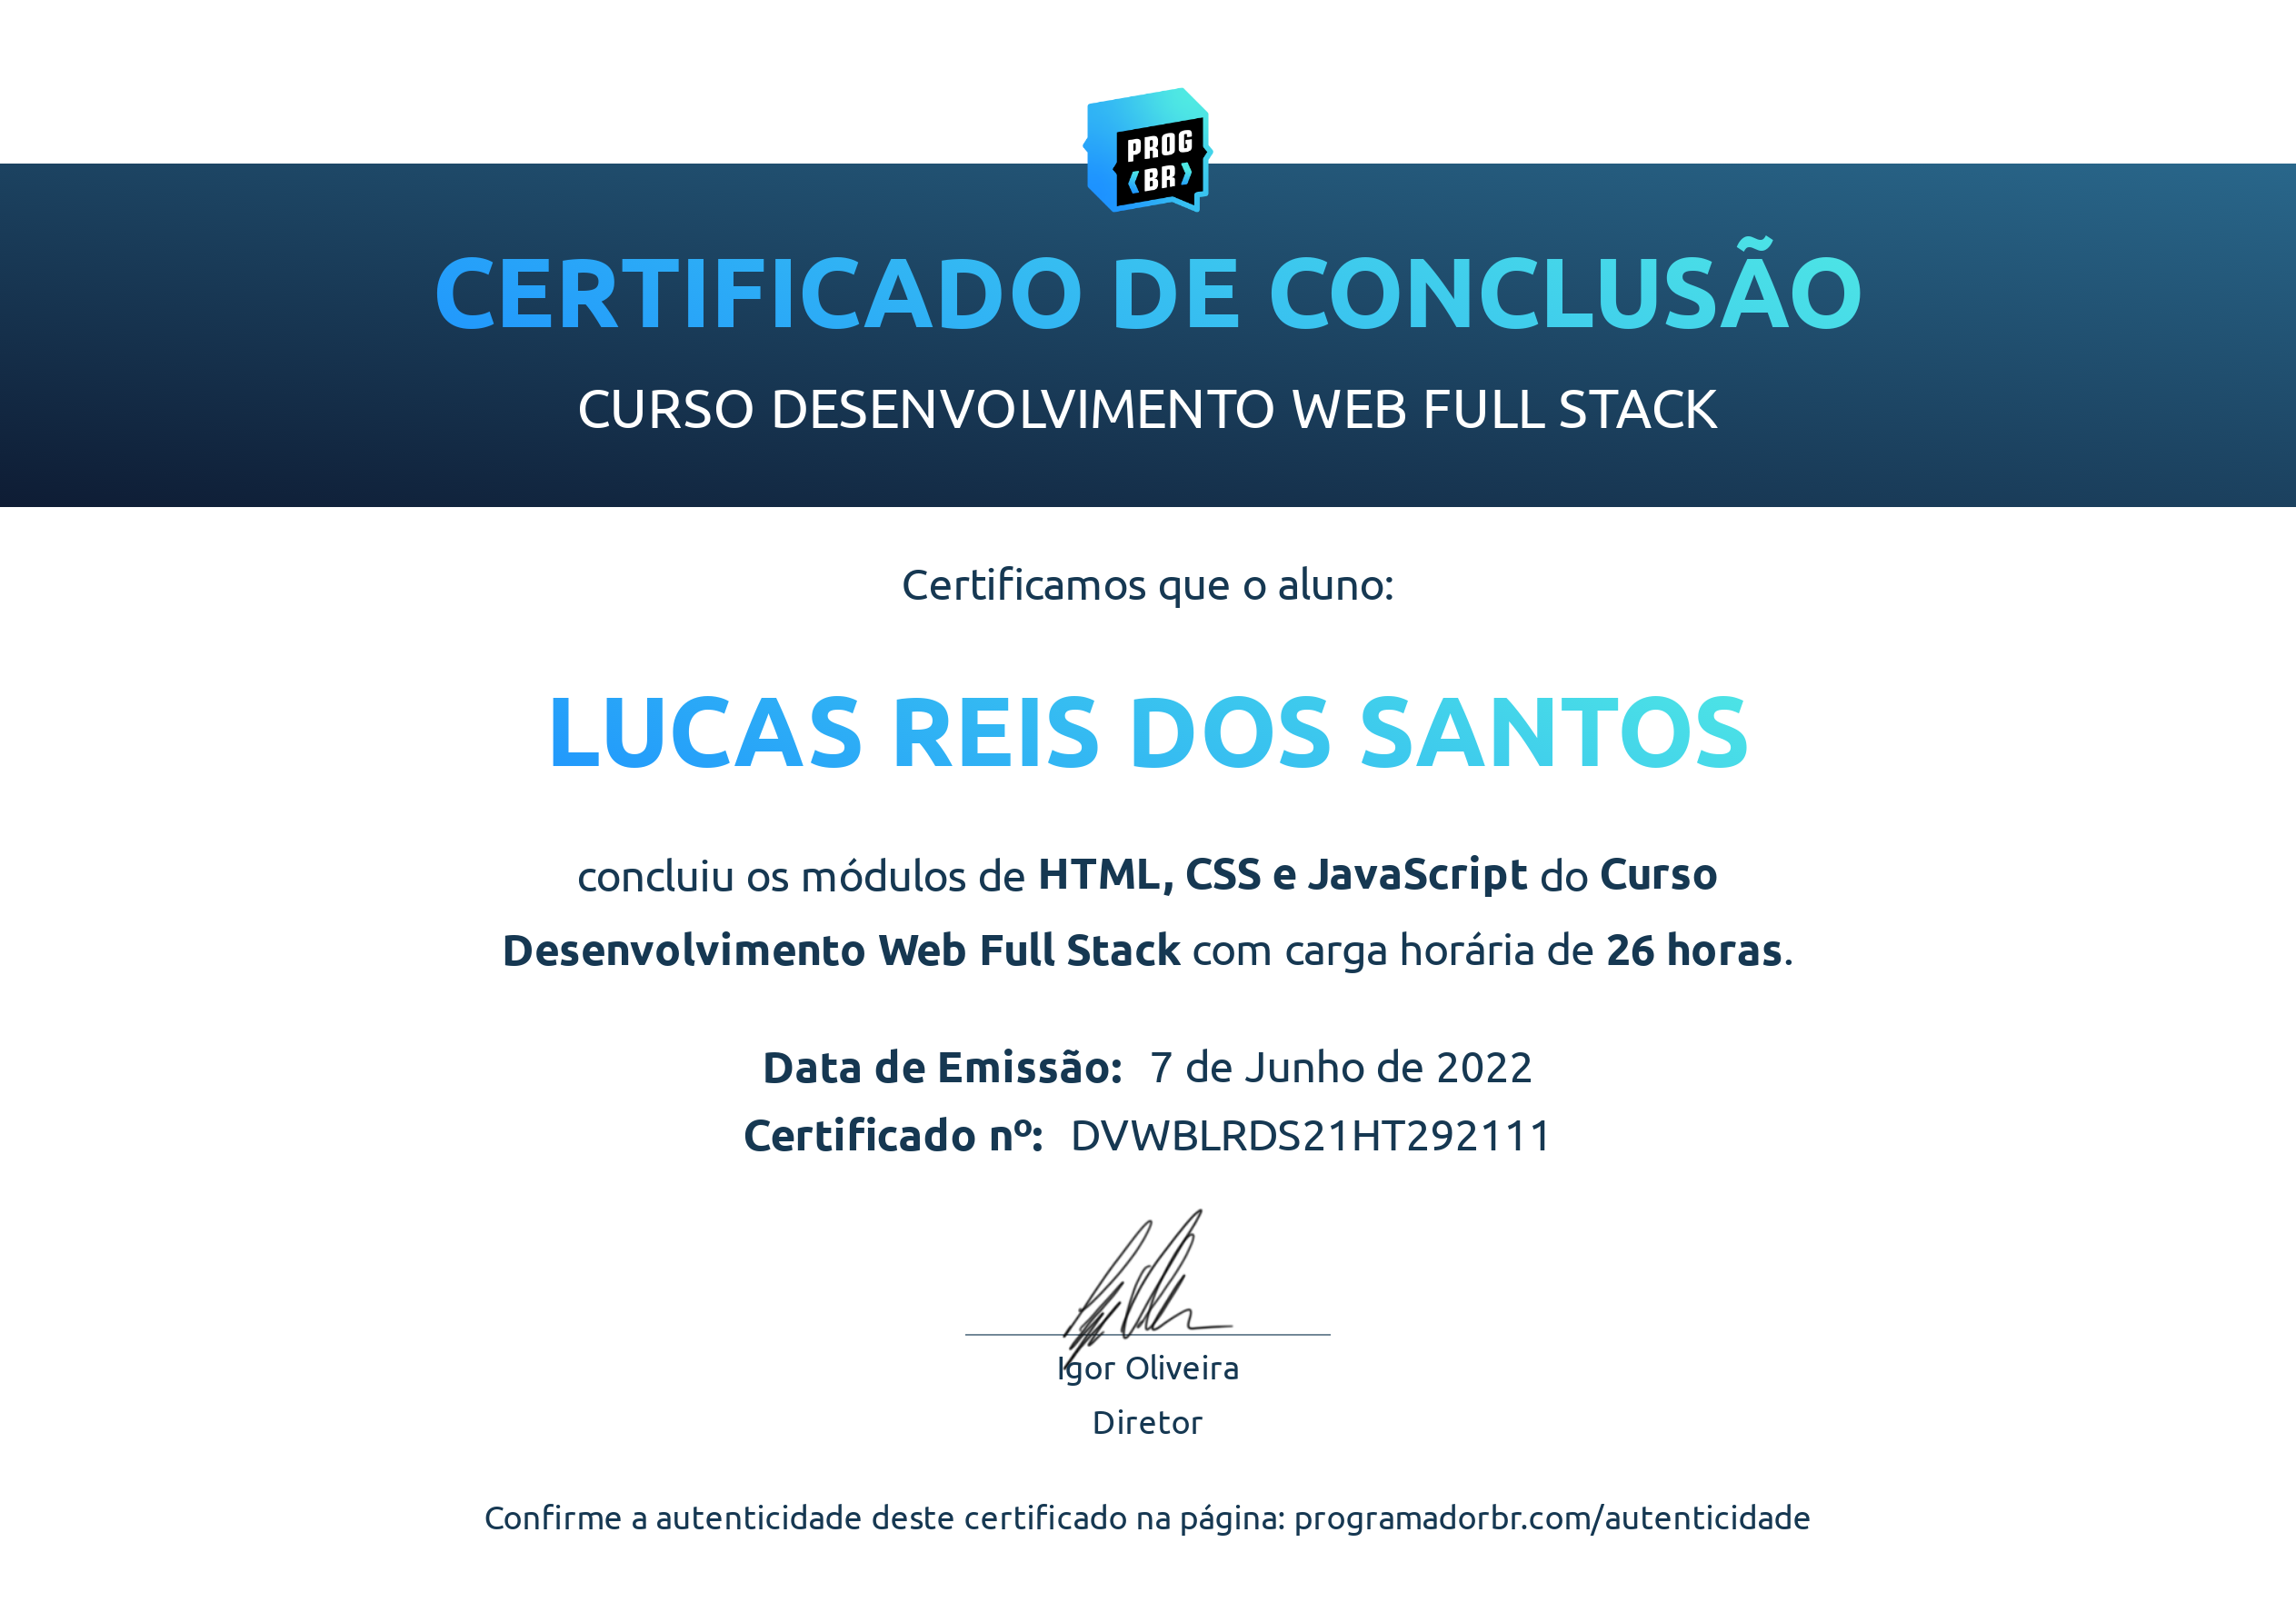 PROG
BR
CERTIFICADO DE CONCLUSÃO
CURSO DESENVOLVIMENTO WEB FULL STACK
Certificamos que o aluno:
LUCAS REIS DOS SANTOS
concluiu os módulos de HTML, CSS e JavaScript do Curso
Desenvolvimento Web Full Stack com carga horária de 26 horas.
Data de Emissão: 7 de Junho de 2022
Certificado nº: DVWBLRDS21HT292111
Igor Oliveira
Diretor
Confirme a autenticidade deste certificado na página: programadorbr.com/autenticidade